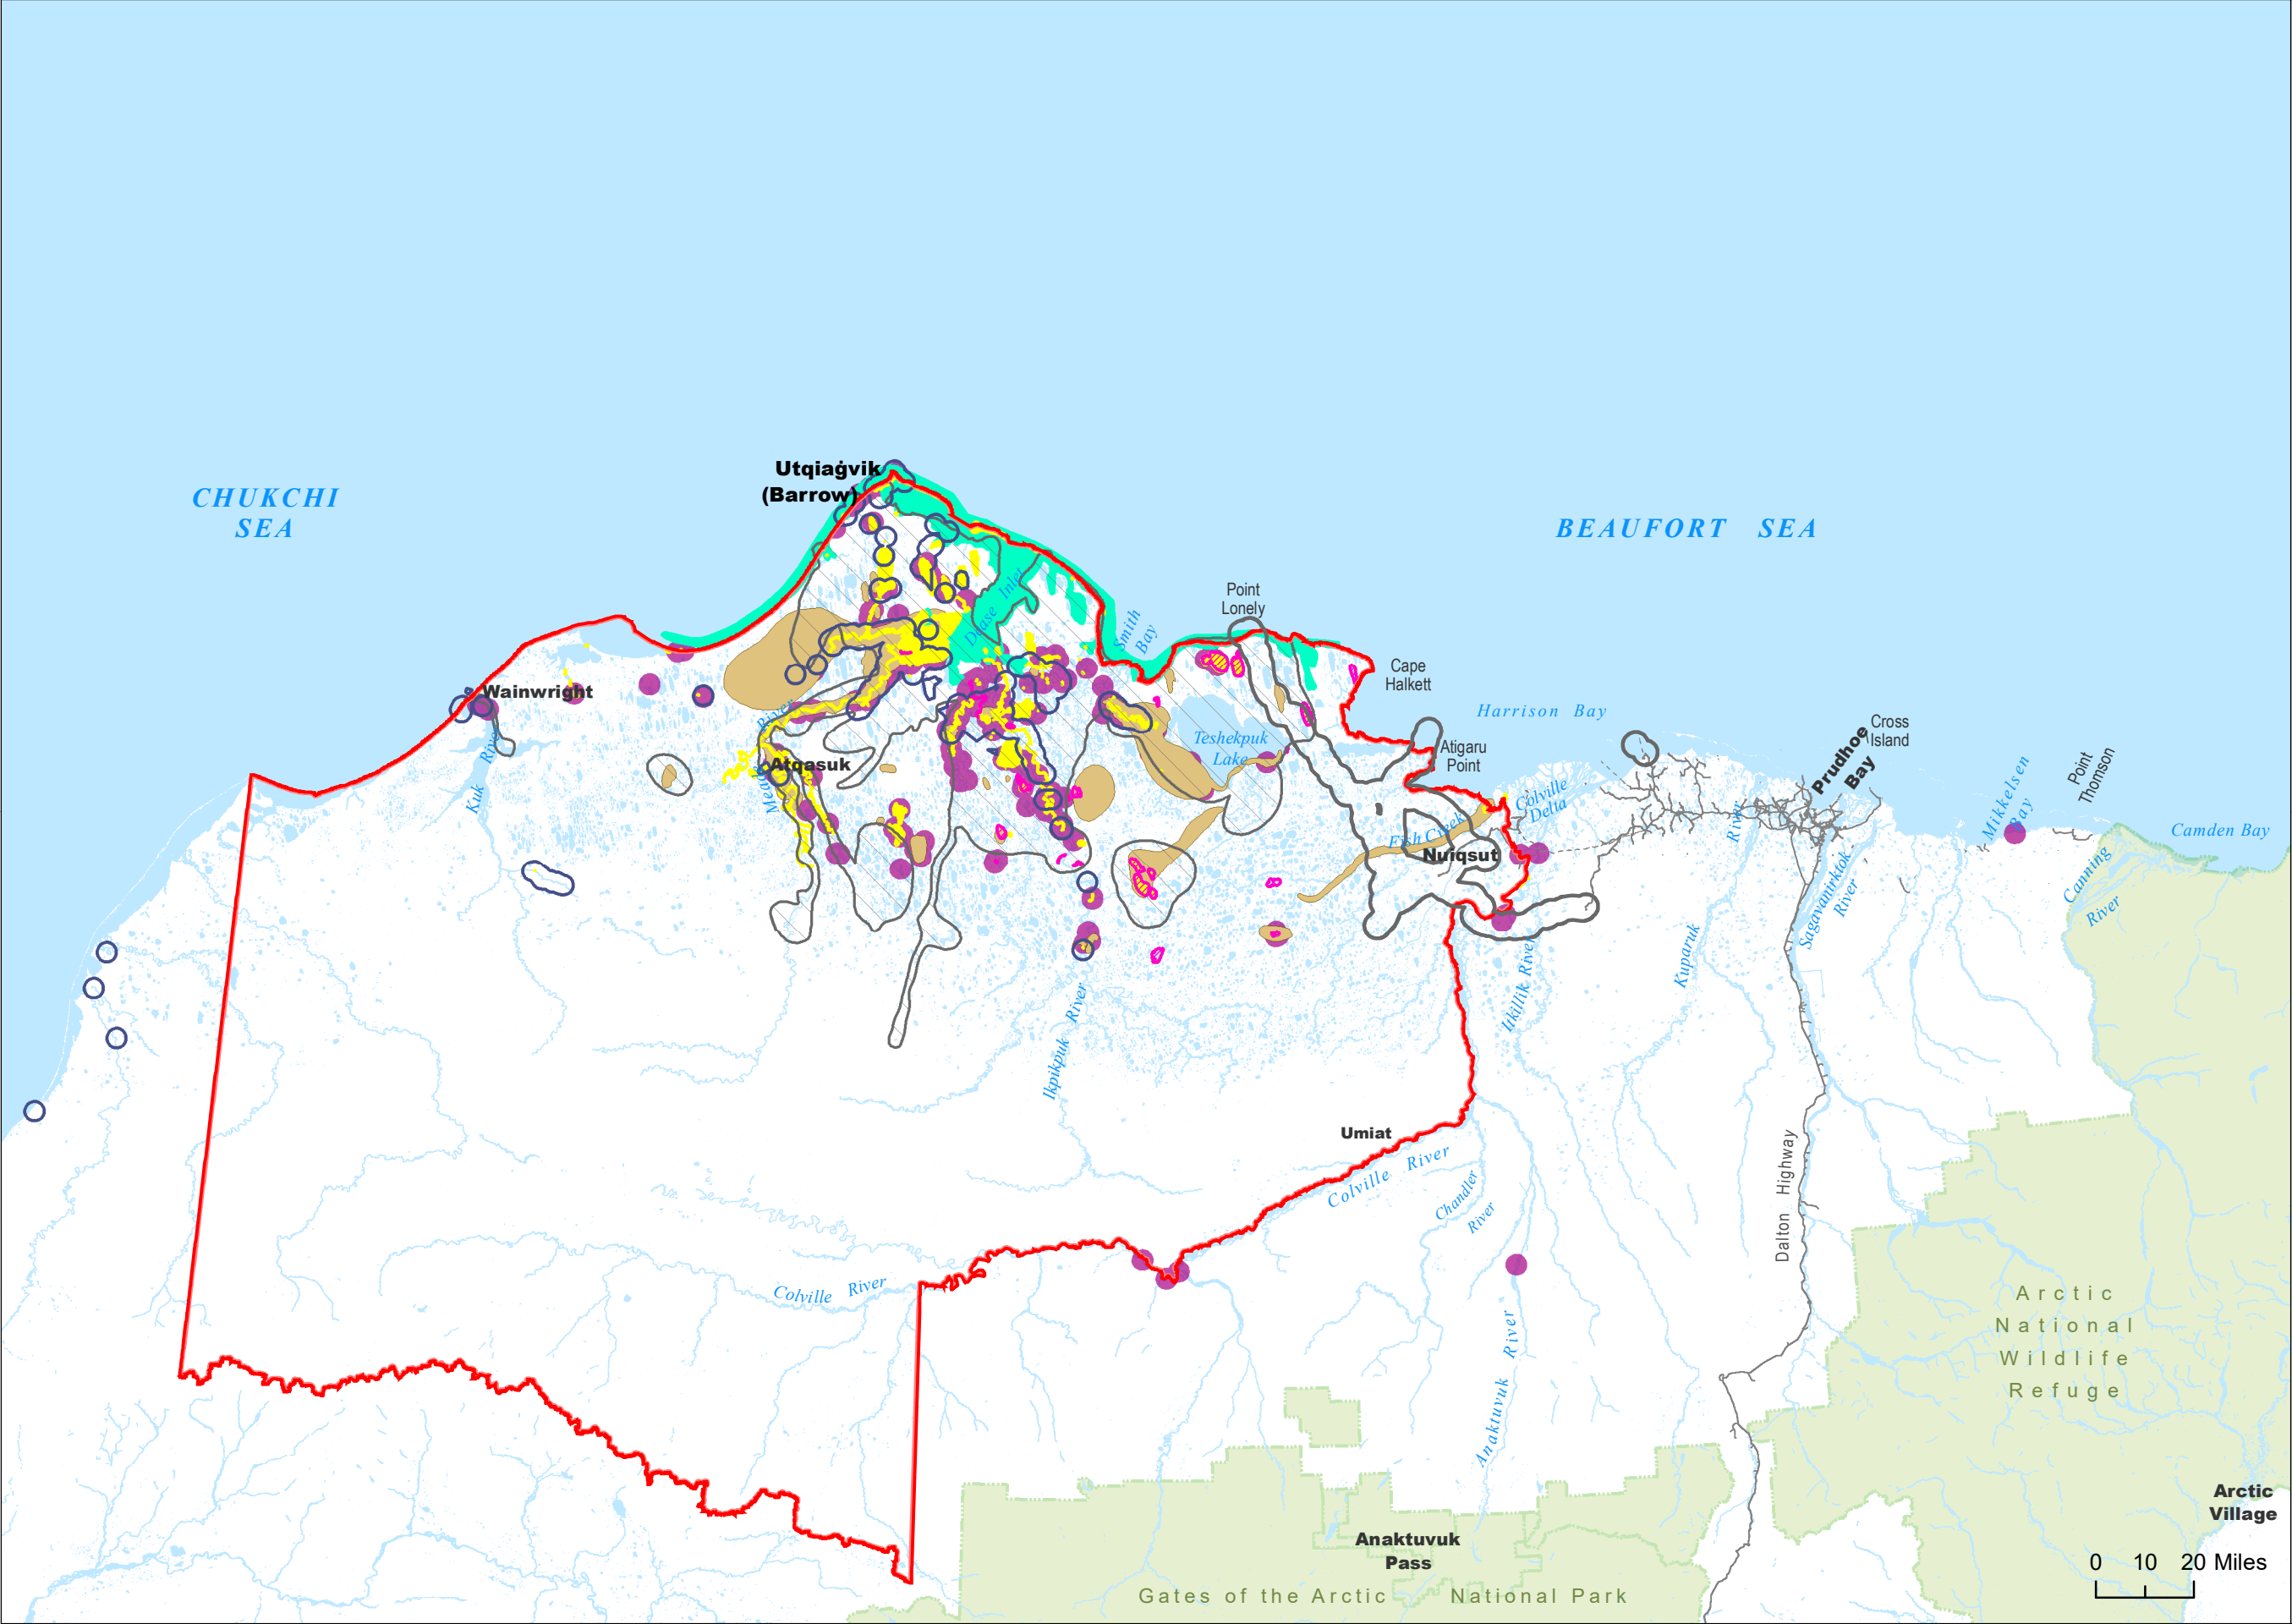 Utqiaġvik
(Barrow)
CHUKCHI
SEA
BEAUFORT SEA
Dease Inlet
Smith
Bay
Point
Lonely
Cape
Halkett
Wainwright
Kuk
River
River
Meade
Atqasuk
Teshekpuk
Lake
Harrison Bay
Atigaru
Point
Cross
Island
Prudhoe
Bay
Mikkelsen
Bay
Point
Thomson
Camden Bay
Colville
Delta
Fish Creek
Nuiqsut
River
Kuparuk
Sagavanirktok
River
Canning
River
Itkillik River
Ikpikpuk River
Umiat
Colville River
Chandler
River
Dalton Highway
Colville River
Anaktuvuk River
Arctic
National
Wildlife
Refuge
Arctic
Village
Anaktuvuk
Pass
Gates of the Arctic National Park
0 10 20 Miles